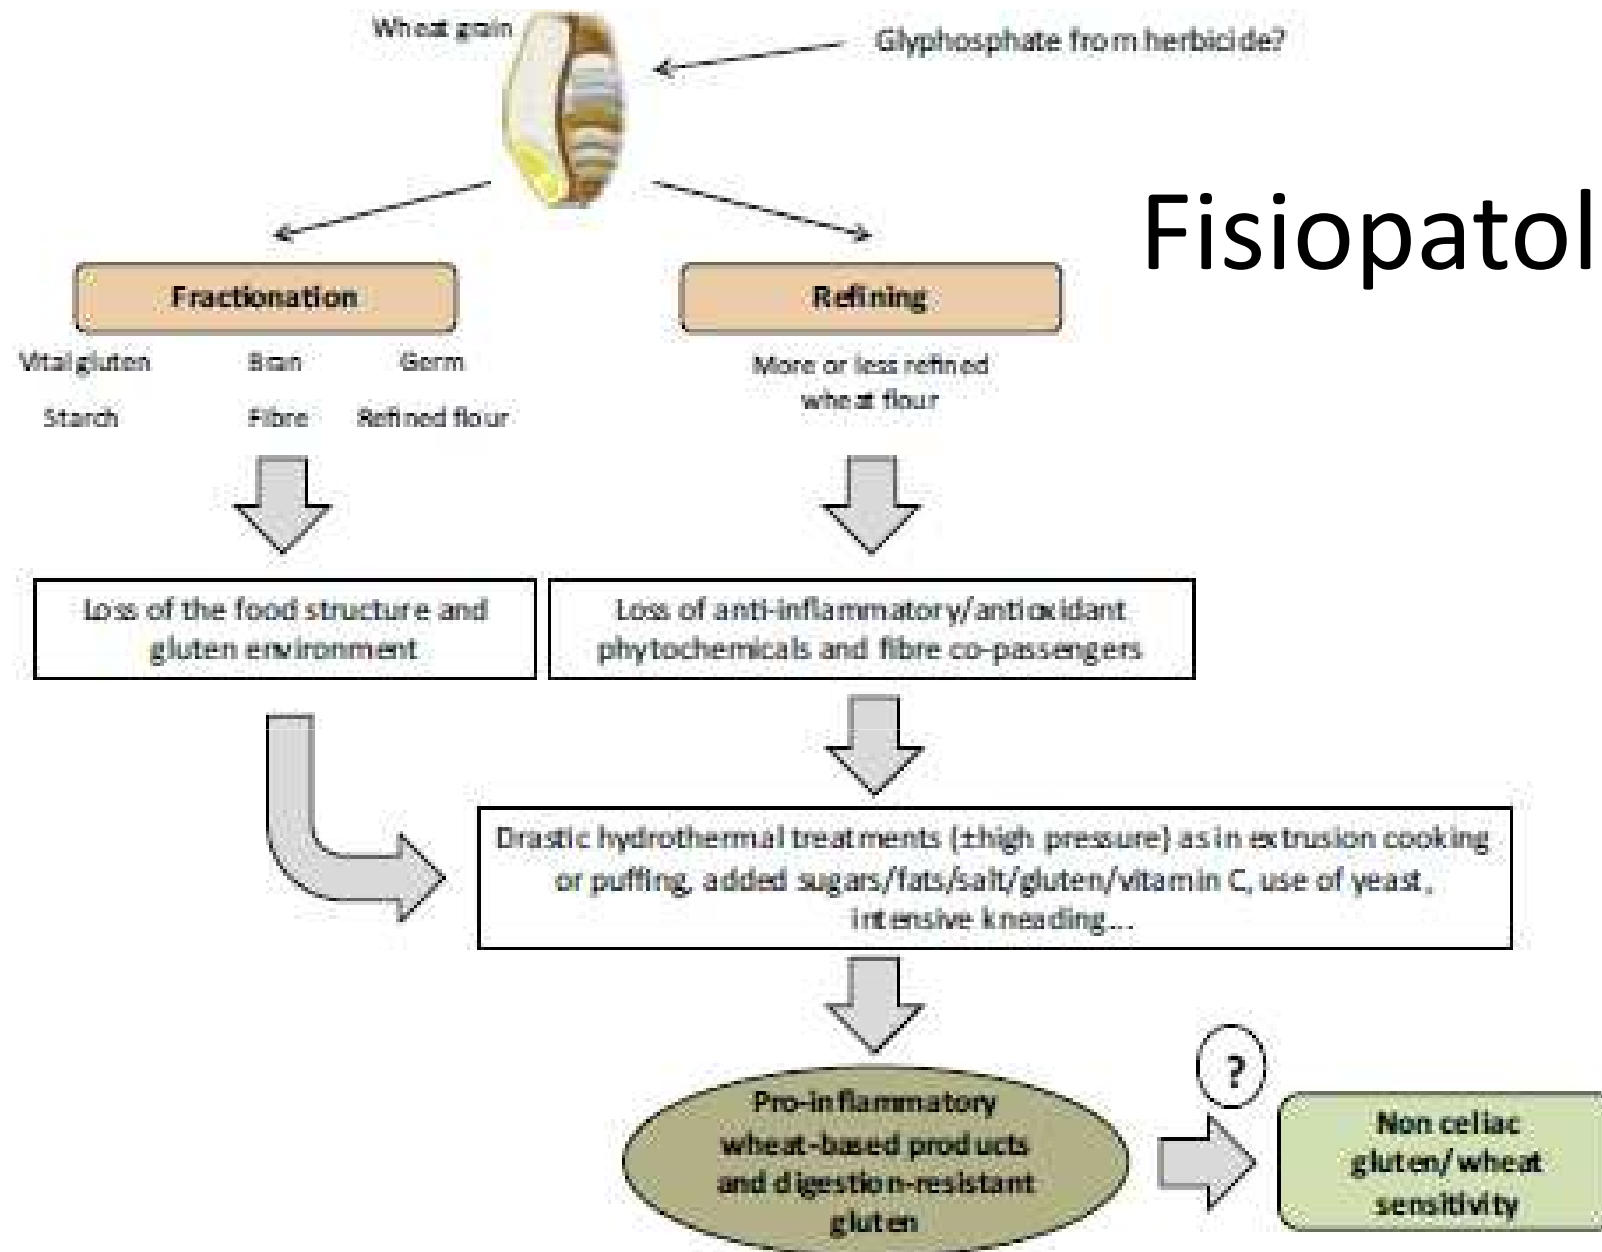 Wheat grain
Glyphosphate from herbicide?
Fisiopatol
Fractionation
Refining
Vital gluten
Bran
Germ
Starch
Fibre
Refined flour
More or less refined
wheat flour
Loss of the food structure and
gluten environment
Loss of anti-inflammatory/antioxidant
phytochemicals and fibre co-passengers
Drastic hydrothermal treatments (±high pressure) as in extrusion cooking
or puffing, added sugars/fats/salt/gluten/vitamin C, use of yeast,
intensive kneading...
Pro-inflammatory
wheat-based products
and digestion-resistant
gluten
?
Non celiac
gluten/wheat
sensitivity